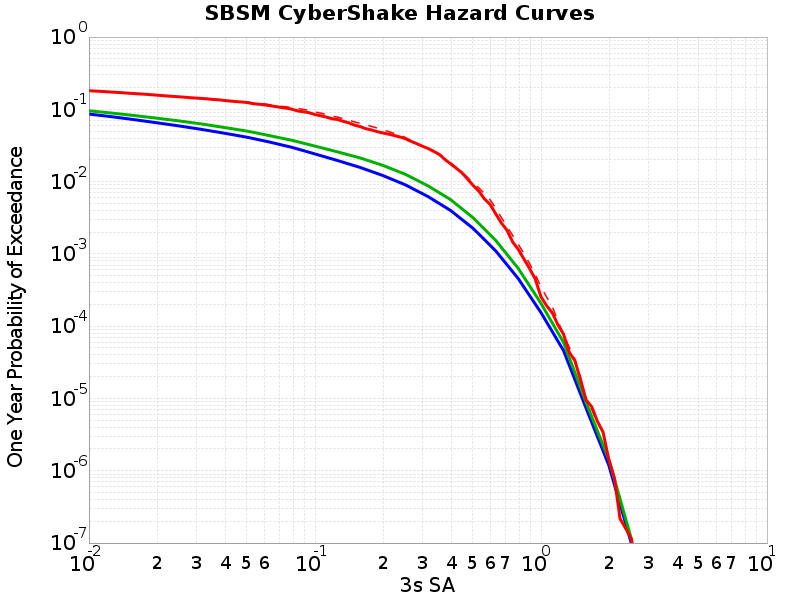 SBSM CyberShake Hazard Curves
One Year Probability of Exceedance
10^0
10^-1
10^-2
10^-3
10^-4
10^-5
10^-6
10^-7
10^-2 2 3 4 5 6 10^-1 2 3 4 5 6 7 10^0 2 3 4 5 6 7 10^1
3s SA